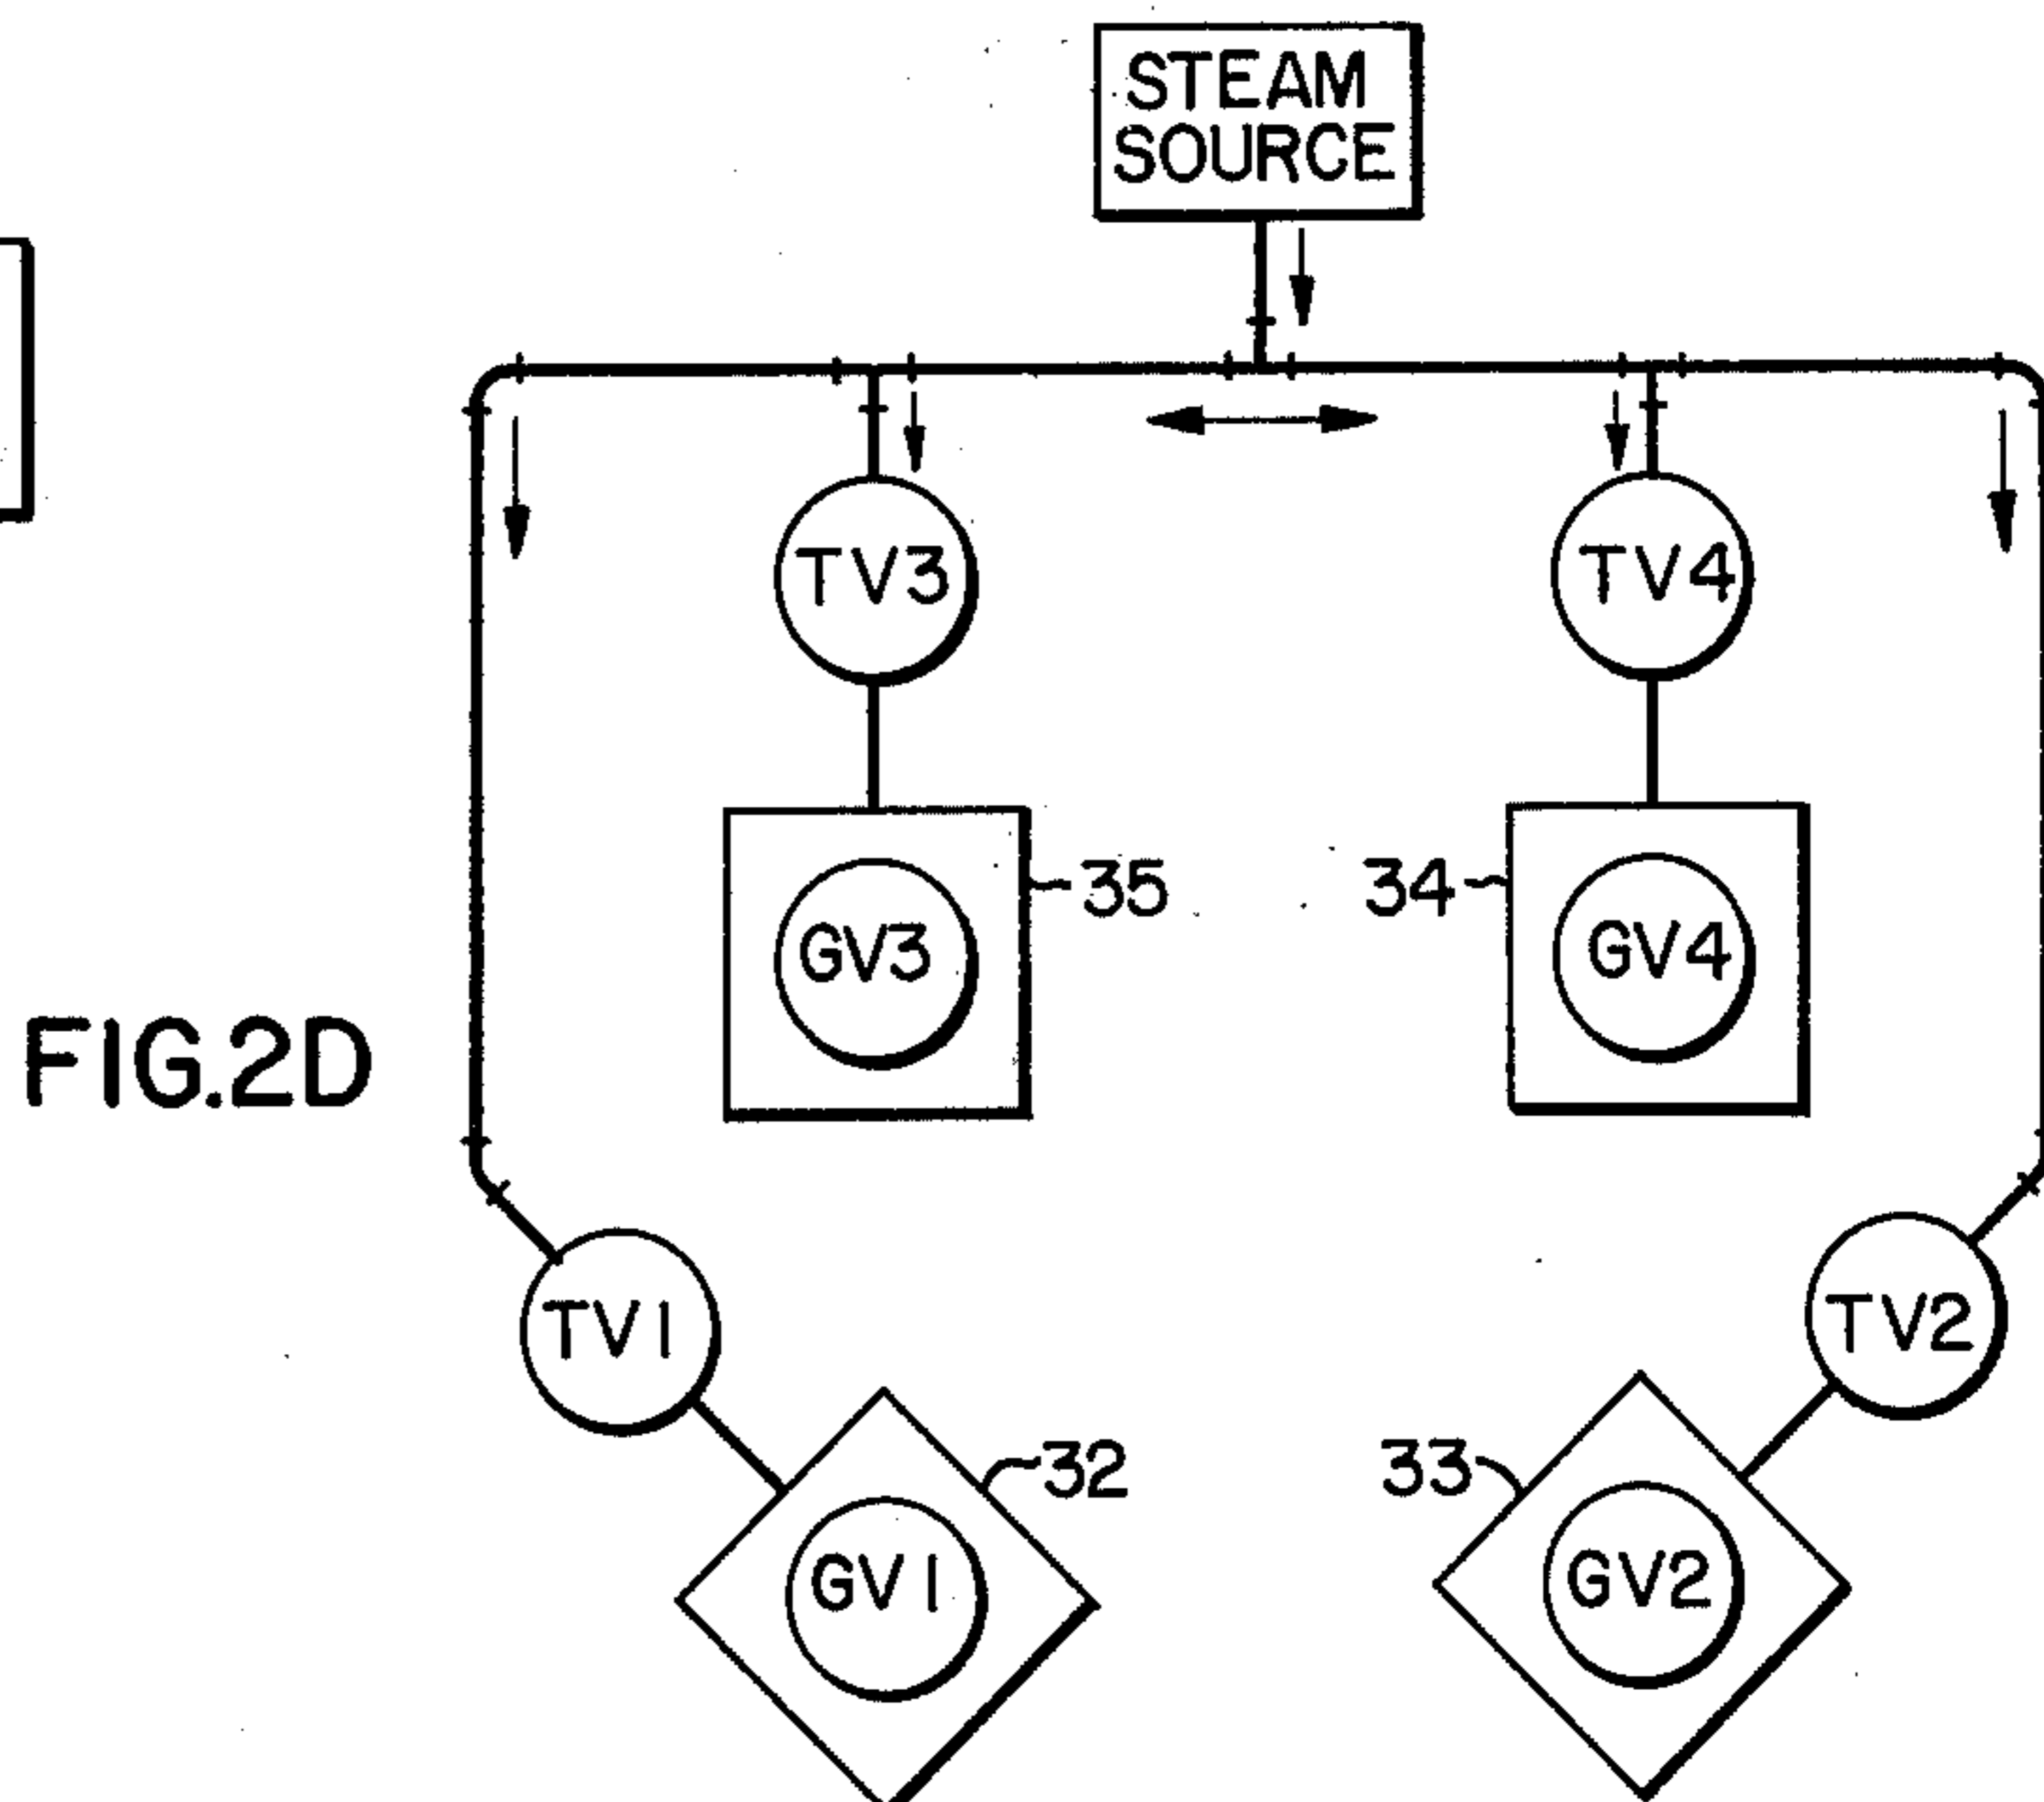 STEAM
SOURCE
TV3
TV4
35
34
GV3
GV4
FIG.2D
TV1
TV2
32
33
GV1
GV2